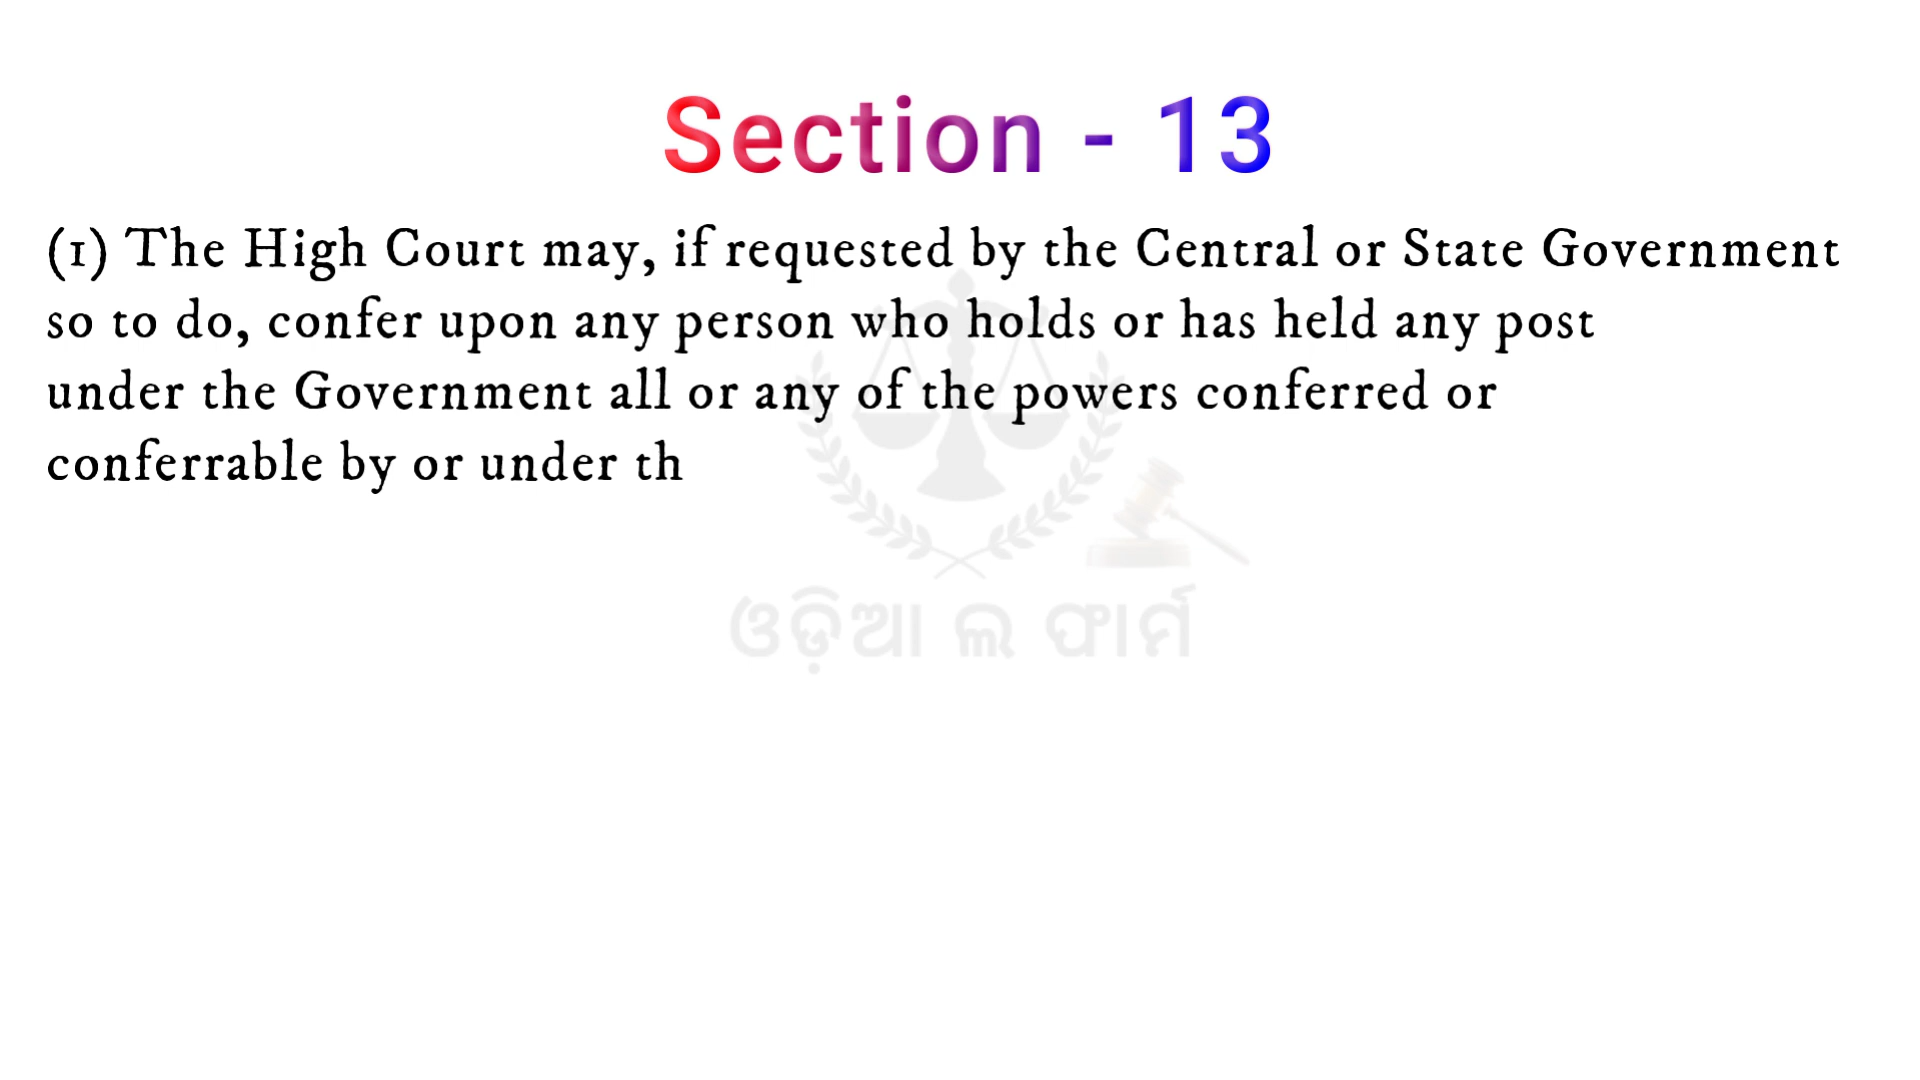 Section - 13
(1) The High Court may, if requested by the Central or State Government
so to do, confer upon any person who holds or has held any post
under the Government all or any of the powers conferred or
conferrable by or under th
ଓଡ଼ିଆ ଲ ଫାର୍ମ